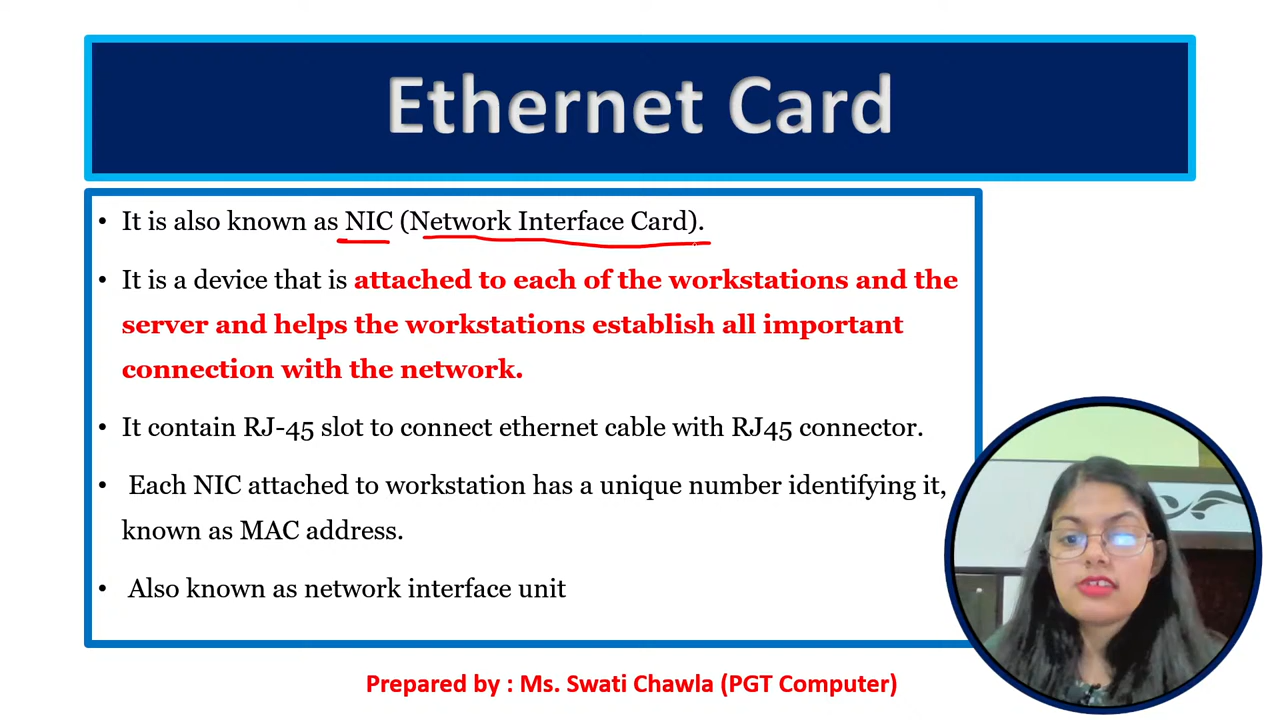 Ethernet Card
• It is also known as NIC (Network Interface Card).
• It is a device that is attached to each of the workstations and the
server and helps the workstations establish all important
connection with the network.
• It contain RJ-45 slot to connect ethernet cable with RJ45 connector.
• Each NIC attached to workstation has a unique number identifying it,
known as MAC address.
• Also known as network interface unit
Prepared by : Ms. Swati Chawla (PGT Computer)